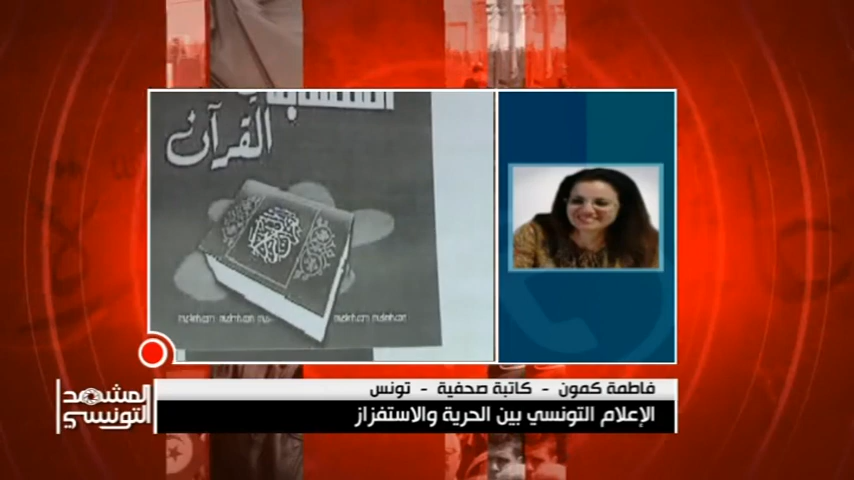 القرآن
فاطمة كمون - كاتبة صحفية - تونس
الإعلام التونسي بين الحرية والاستفزاز
المشهد
التونسي